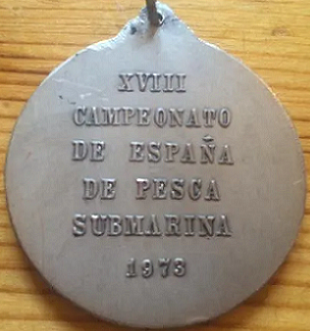 XVIII
CAMPEONATO
DE ESPAÑA
DE PESCA
SUBMARINA
1973